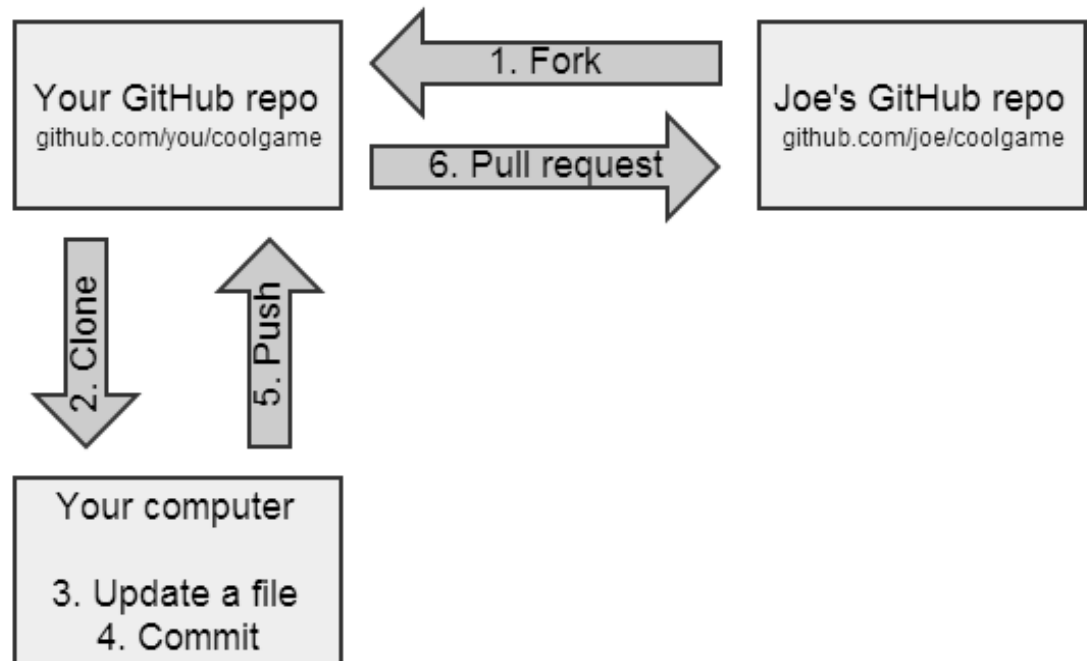 Your GitHub repo
github.com/you/coolgame
1. Fork
6. Pull request
Joe's GitHub repo
github.com/joe/coolgame
2. Clone
5. Push
Your computer
3. Update a file
4. Commit